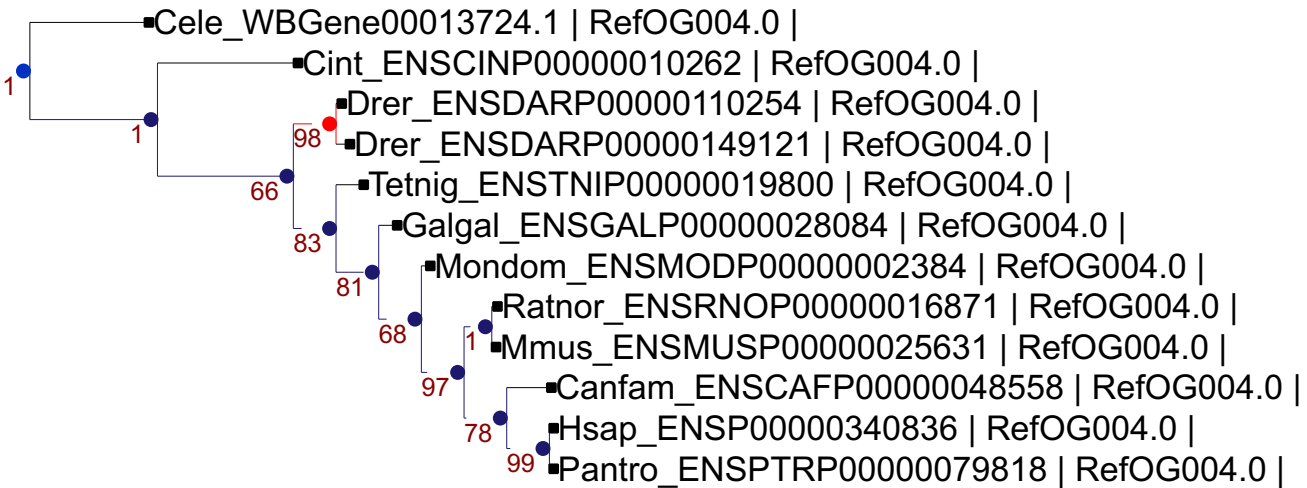 Cele_WBGene00013724.1 | RefOG004.0 |
1
Cint_ENSCINP00000010262 | RefOG004.0 |
Drer_ENSDARP00000110254 | RefOG004.0 |
1
98
Drer_ENSDARP00000149121 | RefOG004.0 |
66
Tetnig_ENSTNIP00000019800 | RefOG004.0 |
Galgal_ENSGALP00000028084 | RefOG004.0 |
83
Mondom_ENSMODP00000002384 | RefOG004.0 |
81
Ratnor_ENSRNOP00000016871 | RefOG004.0 |
68
1
Mmus_ENSMUSP00000025631 | RefOG004.0 |
97
Canfam_ENSCAFP00000048558 | RefOG004.0 |
78
Hsap_ENSP00000340836 | RefOG004.0 |
99
Pantro_ENSPTRP00000079818 | RefOG004.0 |